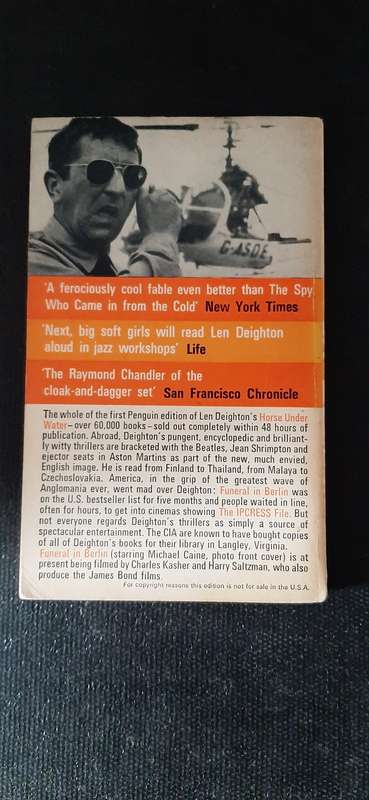 G-ASOE
'A ferociously cool fable even better than The Spy
Who Came in from the Cold' New York Times
'Next, big soft girls will read Len Deighton
aloud in jazz workshops' Life
'The Raymond Chandler of the
cloak-and-dagger set' San Francisco Chronicle
The whole of the first Penguin edition of Len Deighton's Horse Under
Water – over 60,000 books – sold out completely within 48 hours of
publication. Abroad, Deighton's pungent, encyclopedic and brilliant-
ly witty thrillers are bracketed with the Beatles, Jean Shrimpton and
ejector seats in Aston Martins as part of the new, much envied,
English image. He is read from Finland to Thailand, from Malaya to
Czechoslovakia. America, in the grip of the greatest wave of
Anglomania ever, went mad over Deighton: Funeral in Berlin was
on the U.S. bestseller list for five months and people waited in line,
often for hours, to get into cinemas showing The IPCRESS File. But
not everyone regards Deighton's thrillers as simply a source of
spectacular entertainment. The CIA are known to have bought copies
of all of Deighton's books for their library in Langley, Virginia.
Funeral in Berlin (starring Michael Caine, photo front cover) is at
present being filmed by Charles Kasher and Harry Saltzman, who also
produce the James Bond films.
For copyright reasons this edition is not for sale in the U.S.A.